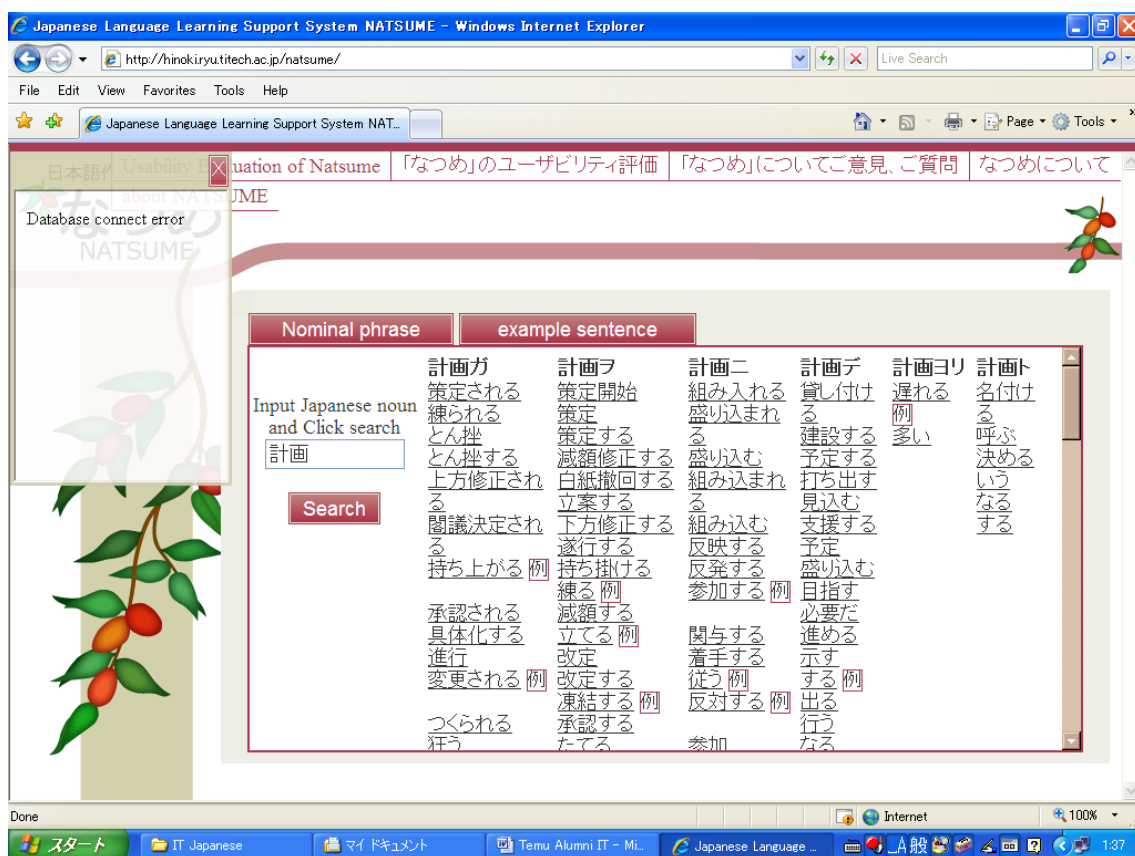 Japanese Language Learning Support System NATSUME - Windows Internet Explorer
http://hinoki.ryu.titech.ac.jp/natsume/
Live Search
File Edit View Favorites Tools Help
Japanese Language Learning Support System NAT...
Page Tools
日本語作 Usability E uation of Natsume 「なつめ」のユーザビリティ評価 「なつめ」についてご意見、ご質問 なつめについて
about NATSUME
Database connect error
なつめ
NATSUME
Nominal phrase example sentence
Input Japanese noun
and Click search
計画
Search
計画ガ
策定される
練られる
とん挫
とん挫する
上方修正され
る
閣議決定され
る
持ち上がる 例
承認される
具体化する
進行
変更される 例
つくられる
狂う
計画ヲ
策定開始
策定
策定する
減額修正する
白紙撤回する
立案する
下方修正する
遂行する
持ち掛ける
練る 例
減額する
立てる 例
改定
改定する
凍結する 例
承認する
たてる
計画ニ
組み入れる
盛り込まれ
る
盛り込む
組み込まれ
る
組み込む
反映する
反発する
参加する 例
関与する
着手する
従う 例
反対する 例
参加
計画デ
貸し付け
る
建設する
予定する
打ち出す
見込む
支援する
予定
盛り込む
目指す
必要だ
進める
示す
する 例
出る
行う
なる
計画ヨリ
遅れる
例
多い
計画ト
名付け
る
呼ぶ
決める
いう
なる
する
Done
Internet
100%
スタート
IT Japanese
マイ ドキュメント
Temu Alumni IT - Mi...
Japanese Language ...
A般
1:37